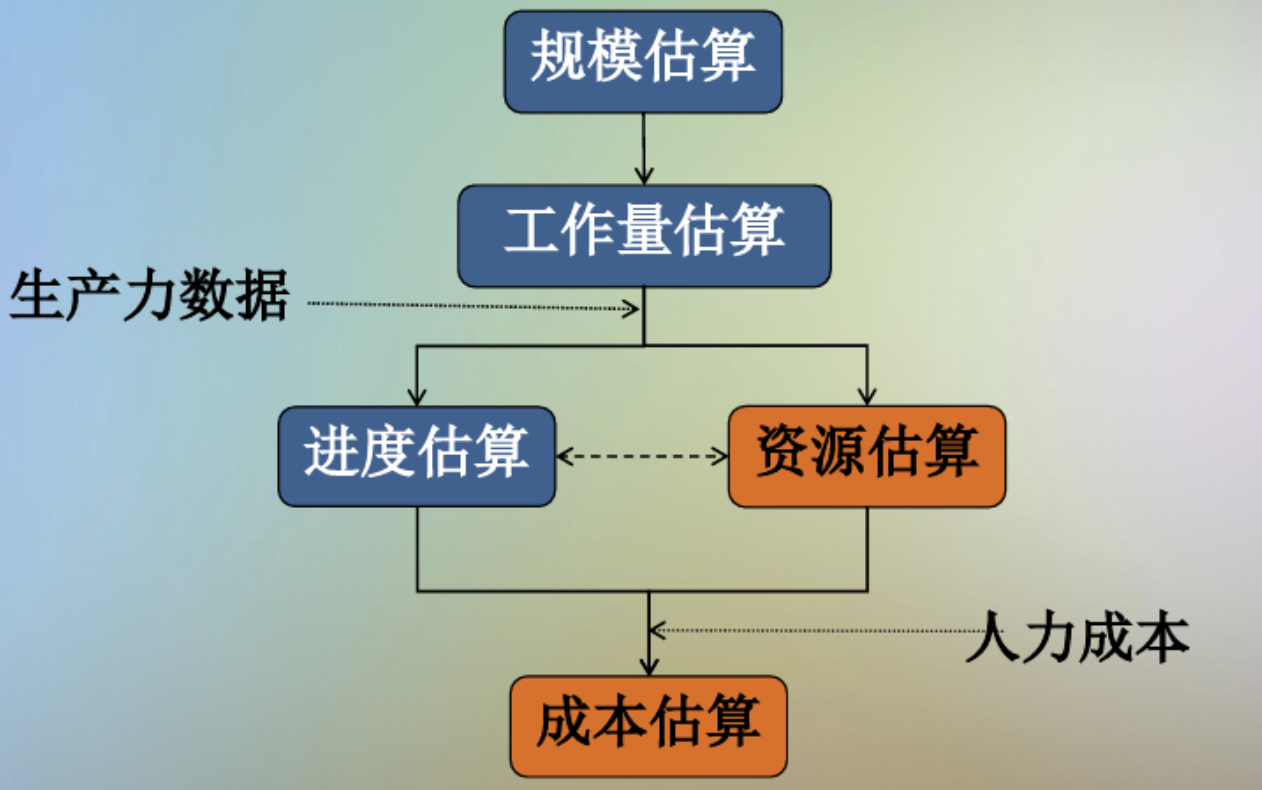 规模估算
工作量估算
生产力数据
进度估算
资源估算
人力成本
成本估算